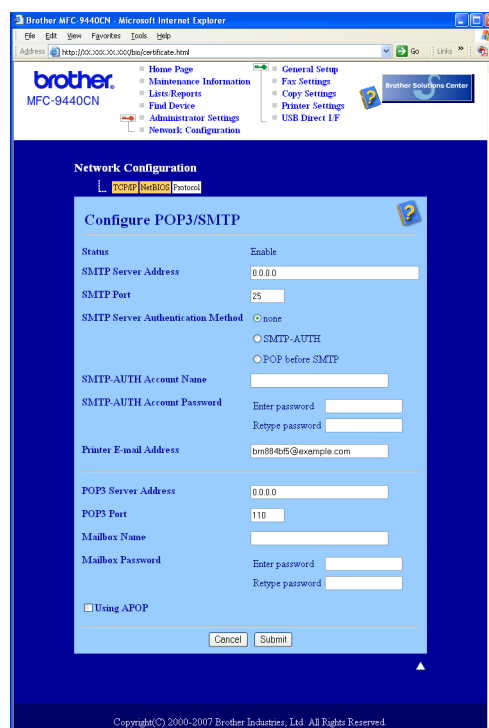 Brother MFC-9440CN - Microsoft Internet Explorer
File Edit View Favorites Tools Help
Address http://XX.XXX.XX.XXX/bio/certificate.html Go Links »
brother.
MFC-9440CN
Home Page
Maintenance Information
Lists/Reports
Find Device
Administrator Settings
Network Configuration
General Setup
Fax Settings
Copy Settings
Printer Settings
USB Direct I/F
Brother Solutions Center
Network Configuration
TCP/IP NetBIOS Protocol
Configure POP3/SMTP
Status Enable
SMTP Server Address 0.0.0.0
SMTP Port 25
SMTP Server Authentication Method none
SMTP-AUTH
POP before SMTP
SMTP-AUTH Account Name
SMTP-AUTH Account Password Enter password
Retype password
Printer E-mail Address brn884bf5@example.com
POP3 Server Address 0.0.0.0
POP3 Port 110
Mailbox Name
Mailbox Password Enter password
Retype password
Using APOP
Cancel Submit
Copyright(C) 2000-2007 Brother Industries, Ltd. All Rights Reserved.